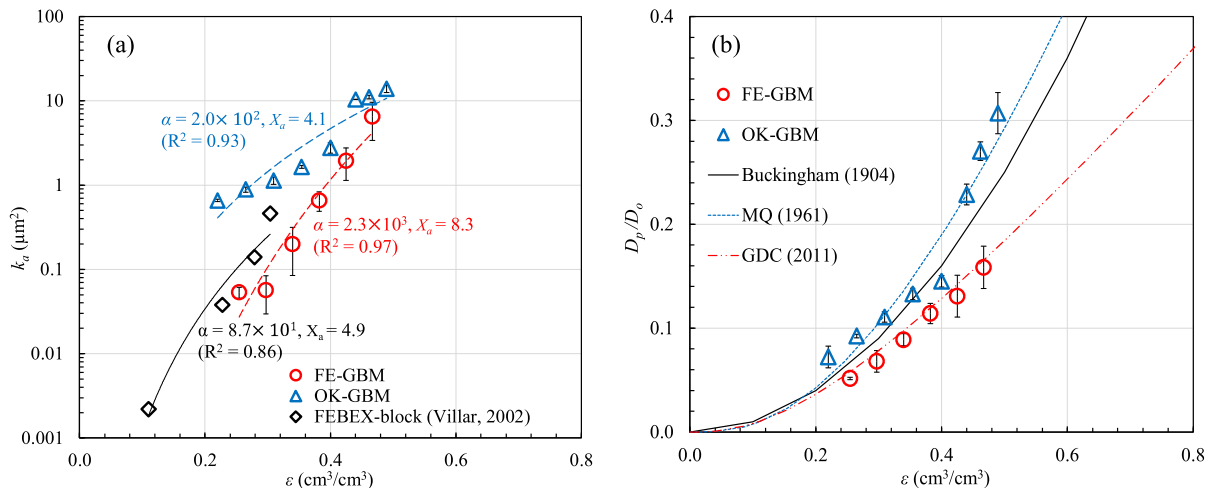 (a)
100
10
1
0.1
0.01
0.001
kₐ (μm²)
α = 2.0× 10², Xₐ = 4.1
(R² = 0.93)
α = 2.3×10³, Xₐ = 8.3
(R² = 0.97)
α = 8.7× 10¹, Xₐ = 4.9
(R² = 0.86)
FE-GBM
OK-GBM
FEBEX-block (Villar, 2002)
0.0 0.2 0.4 0.6 0.8
ε (cm³/cm³)
(b)
0.4
0.3
0.2
0.1
0.0
Dₚ/Dₒ
FE-GBM
OK-GBM
Buckingham (1904)
MQ (1961)
GDC (2011)
0.0 0.2 0.4 0.6 0.8
ε (cm³/cm³)